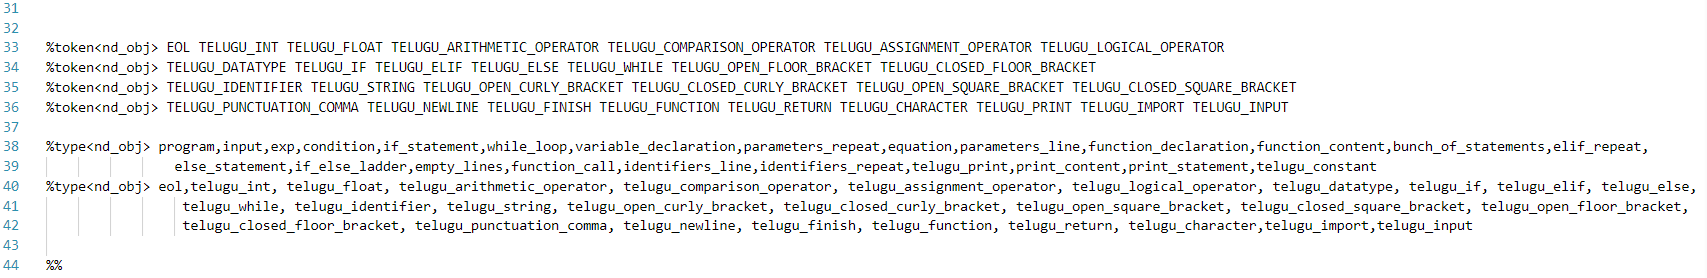 31
32
33 %token<nd_obj> EOL TELUGU_INT TELUGU_FLOAT TELUGU_ARITHMETIC_OPERATOR TELUGU_COMPARISON_OPERATOR TELUGU_ASSIGNMENT_OPERATOR TELUGU_LOGICAL_OPERATOR
34 %token<nd_obj> TELUGU_DATATYPE TELUGU_IF TELUGU_ELIF TELUGU_ELSE TELUGU_WHILE TELUGU_OPEN_FLOOR_BRACKET TELUGU_CLOSED_FLOOR_BRACKET
35 %token<nd_obj> TELUGU_IDENTIFIER TELUGU_STRING TELUGU_OPEN_CURLY_BRACKET TELUGU_CLOSED_CURLY_BRACKET TELUGU_OPEN_SQUARE_BRACKET TELUGU_CLOSED_SQUARE_BRACKET
36 %token<nd_obj> TELUGU_PUNCTUATION_COMMA TELUGU_NEWLINE TELUGU_FINISH TELUGU_FUNCTION TELUGU_RETURN TELUGU_CHARACTER TELUGU_PRINT TELUGU_IMPORT TELUGU_INPUT
37
38 %type<nd_obj> program,input,exp,condition,if_statement,while_loop,variable_declaration,parameters_repeat,equation,parameters_line,function_declaration,function_content,bunch_of_statements,elif_repeat,
39 else_statement,if_else_ladder,empty_lines,function_call,identifiers_line,identifiers_repeat,telugu_print,print_content,print_statement,telugu_constant
40 %type<nd_obj> eol,telugu_int, telugu_float, telugu_arithmetic_operator, telugu_comparison_operator, telugu_assignment_operator, telugu_logical_operator, telugu_datatype, telugu_if, telugu_elif, telugu_else,
41 telugu_while, telugu_identifier, telugu_string, telugu_open_curly_bracket, telugu_closed_curly_bracket, telugu_open_square_bracket, telugu_closed_square_bracket, telugu_open_floor_bracket,
42 telugu_closed_floor_bracket, telugu_punctuation_comma, telugu_newline, telugu_finish, telugu_function, telugu_return, telugu_character,telugu_import,telugu_input
43
44 %%